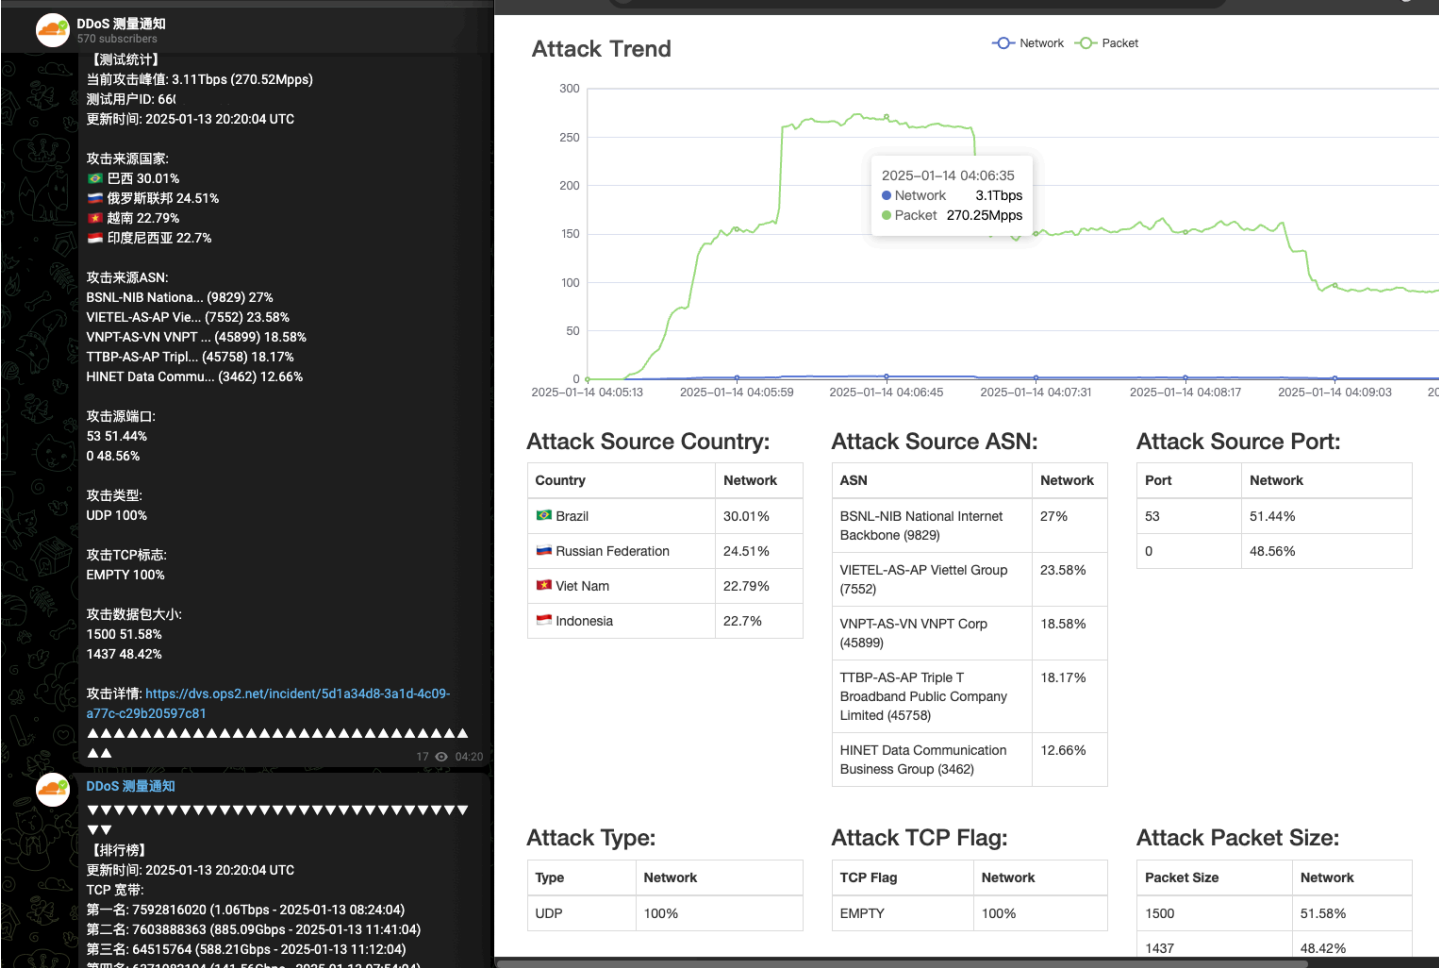 DDoS 测量通知
570 subscribers
【测试统计】
当前攻击峰值: 3.11Tbps (270.52Mpps)
测试用户ID: 66
更新时间: 2025-01-13 20:20:04 UTC
攻击来源国家:
巴西 30.01%
俄罗斯联邦 24.51%
越南 22.79%
印度尼西亚 22.7%
攻击来源ASN:
BSNL-NIB Nationa... (9829) 27%
VIETEL-AS-AP Vie... (7552) 23.58%
VNPT-AS-VN VNPT ... (45899) 18.58%
TTBP-AS-AP Tripl... (45758) 18.17%
HINET Data Commu... (3462) 12.66%
攻击源端口:
53 51.44%
0 48.56%
攻击类型:
UDP 100%
攻击TCP标志:
EMPTY 100%
攻击数据包大小:
1500 51.58%
1437 48.42%
攻击详情: https://dvs.ops2.net/incident/5d1a34d8-3a1d-4c09-
a77c-c29b20597c81
▲▲▲▲▲▲▲▲▲▲▲▲▲▲▲▲▲▲▲▲▲▲▲▲▲▲▲▲▲
▲▲
17 04:20
DDoS 测量通知
▼▼▼▼▼▼▼▼▼▼▼▼▼▼▼▼▼▼▼▼▼▼▼▼▼▼▼▼▼
▼▼
【排行榜】
更新时间: 2025-01-13 20:20:04 UTC
TCP 宽带:
第一名: 7592816020 (1.06Tbps - 2025-01-13 08:24:04)
第二名: 7603888363 (885.09Gbps - 2025-01-13 11:41:04)
第三名: 64515764 (588.21Gbps - 2025-01-13 11:12:04)
第四名: 6371982194 (141.56Gbps - 2025-01-13 07:54:04)
Attack Trend
Network Packet
300
250
200
150
100
50
0
2025-01-14 04:06:35
Network 3.1Tbps
Packet 270.25Mpps
2025-01-14 04:05:13 2025-01-14 04:05:59 2025-01-14 04:06:45 2025-01-14 04:07:31 2025-01-14 04:08:17 2025-01-14 04:09:03 20
Attack Source Country:
Country Network
Brazil 30.01%
Russian Federation 24.51%
Viet Nam 22.79%
Indonesia 22.7%
Attack Source ASN:
ASN Network
BSNL-NIB National Internet 27%
Backbone (9829)
VIETEL-AS-AP Viettel Group 23.58%
(7552)
VNPT-AS-VN VNPT Corp 18.58%
(45899)
TTBP-AS-AP Triple T 18.17%
Broadband Public Company
Limited (45758)
HINET Data Communication 12.66%
Business Group (3462)
Attack Source Port:
Port Network
53 51.44%
0 48.56%
Attack Type:
Type Network
UDP 100%
Attack TCP Flag:
TCP Flag Network
EMPTY 100%
Attack Packet Size:
Packet Size Network
1500 51.58%
1437 48.42%